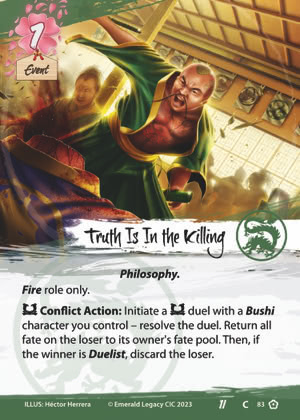 1
Event
Truth Is In the Killing
Philosophy.
Fire role only.
Conflict Action: Initiate a duel with a Bushi
character you control – resolve the duel. Return all
fate on the loser to its owner's fate pool. Then, if
the winner is Duelist, discard the loser.
ILLUS: Héctor Herrera © Emerald Legacy CIC 2023 C 83